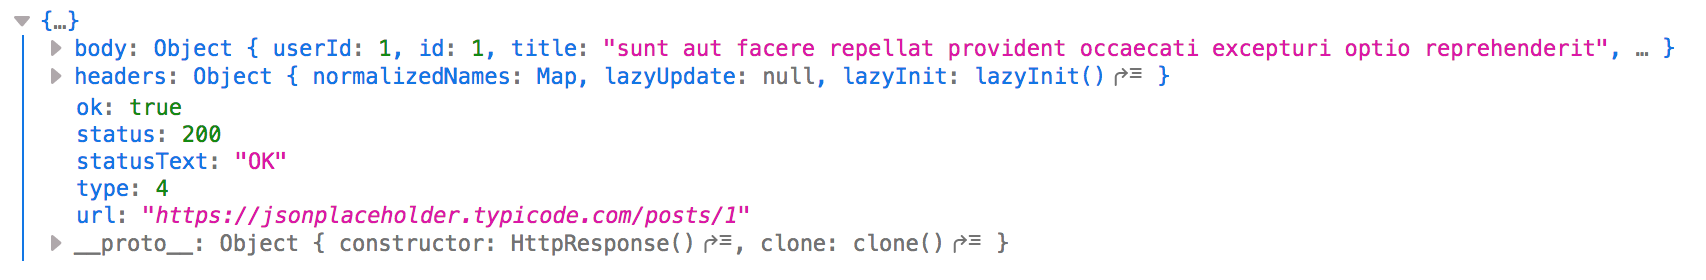 {…}
body: Object { userId: 1, id: 1, title: "sunt aut facere repellat provident occaecati excepturi optio reprehenderit", … }
headers: Object { normalizedNames: Map, lazyUpdate: null, lazyInit: lazyInit() }
ok: true
status: 200
statusText: "OK"
type: 4
url: "https://jsonplaceholder.typicode.com/posts/1"
__proto__: Object { constructor: HttpResponse(), clone: clone() }